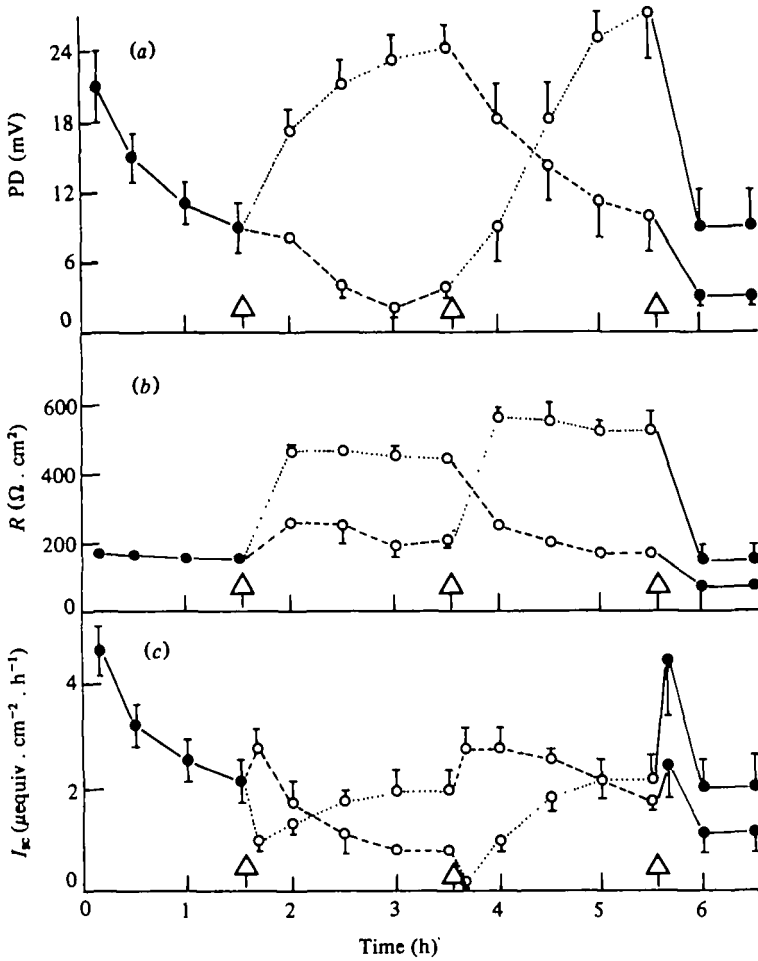 (a)
24
18
12
6
0
PD (mV)
(b)
600
400
200
0
R (Ω . cm²)
(c)
4
2
0
Isc (μequiv . cm⁻² . h⁻¹)
0 1 2 3 4 5 6
Time (h)